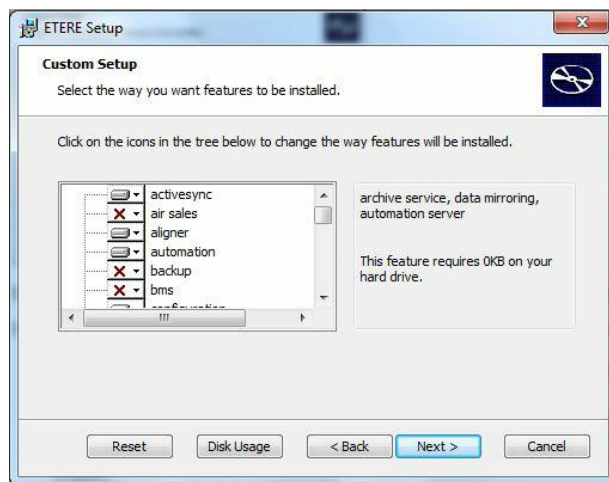 ETERE Setup
Custom Setup
Select the way you want features to be installed.
Click on the icons in the tree below to change the way features will be installed.
activesync
air sales
aligner
automation
backup
bms
configuration
archive service, data mirroring,
automation server
This feature requires 0KB on your
hard drive.
Reset
Disk Usage
< Back
Next >
Cancel